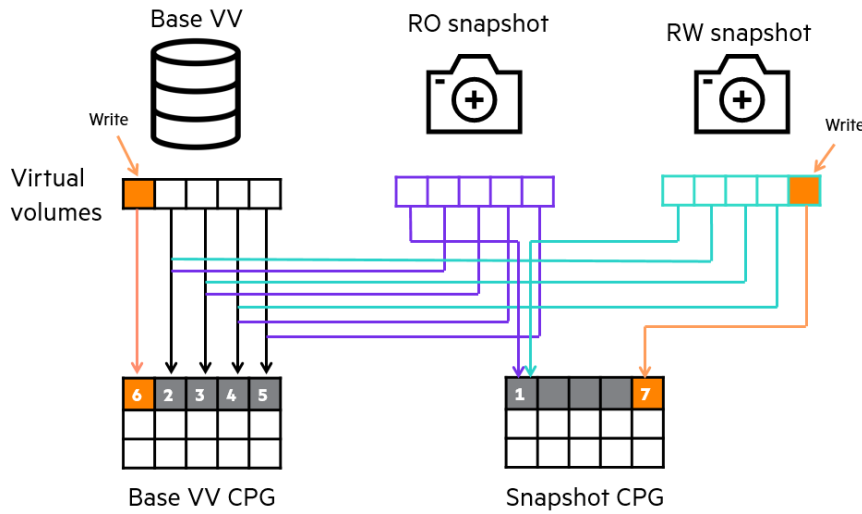 Base VV
RO snapshot
RW snapshot
Write
Write
Virtual
volumes
6 2 3 4 5
1 7
Base VV CPG
Snapshot CPG